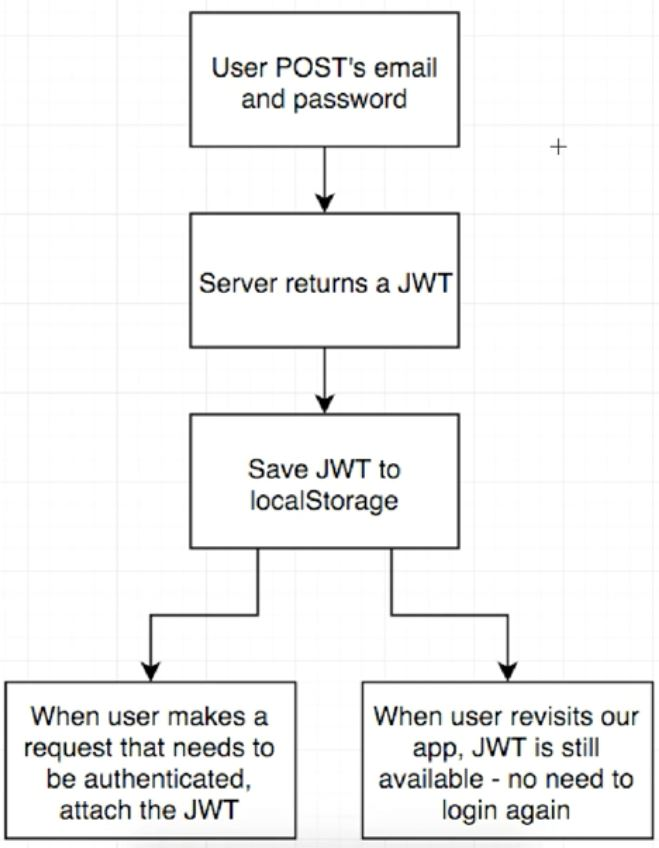 User POST's email
and password
Server returns a JWT
Save JWT to
localStorage
When user makes a
request that needs to
be authenticated,
attach the JWT
When user revisits our
app, JWT is still
available - no need to
login again